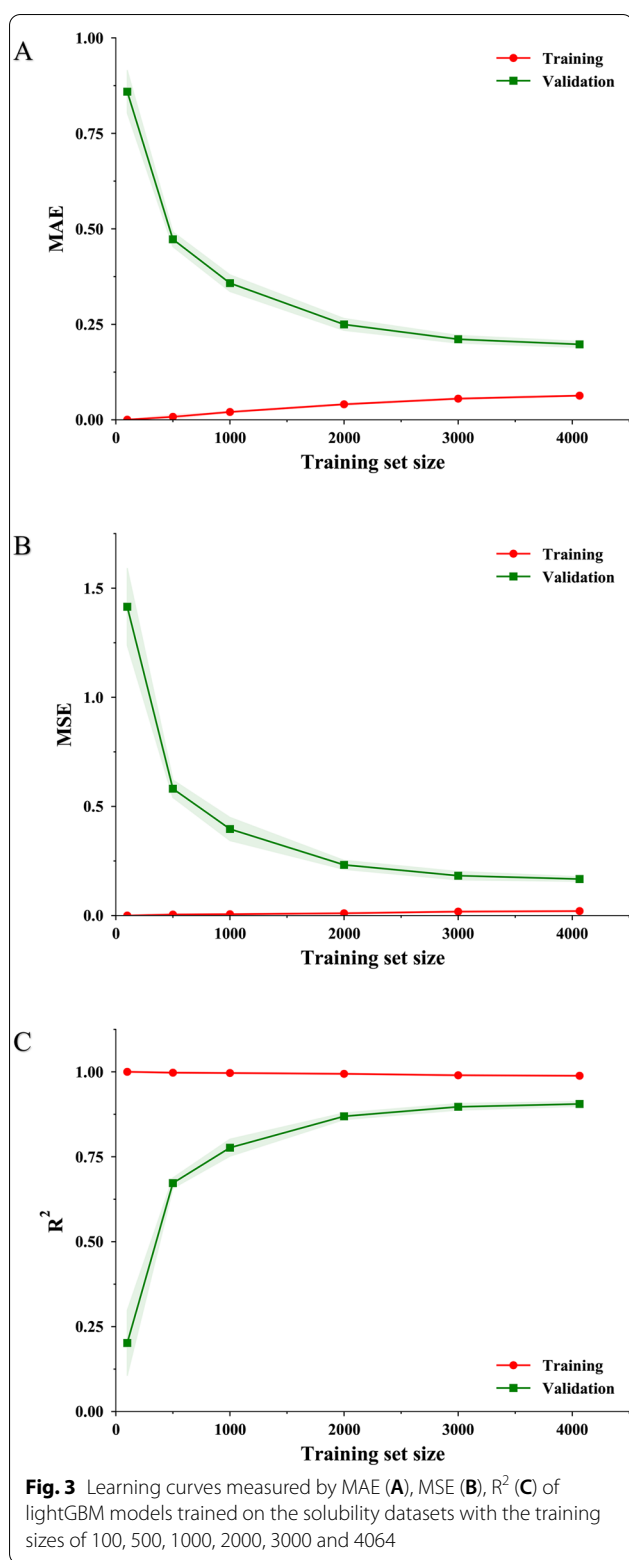 A
1.00
0.75
0.50
0.25
0.00
MAE
Training
Validation
0 1000 2000 3000 4000
Training set size
B
1.5
1.0
0.5
0.0
MSE
Training
Validation
0 1000 2000 3000 4000
Training set size
C
1.00
0.75
0.50
0.25
0.00
R²
Training
Validation
0 1000 2000 3000 4000
Training set size
Fig. 3 Learning curves measured by MAE (A), MSE (B), R² (C) of
lightGBM models trained on the solubility datasets with the training
sizes of 100, 500, 1000, 2000, 3000 and 4064